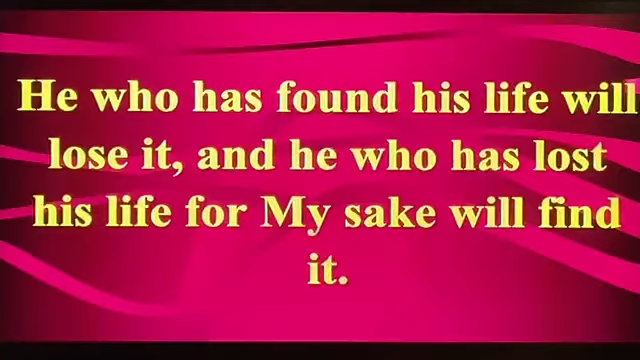 He who has found his life will
lose it, and he who has lost
his life for My sake will find
it.